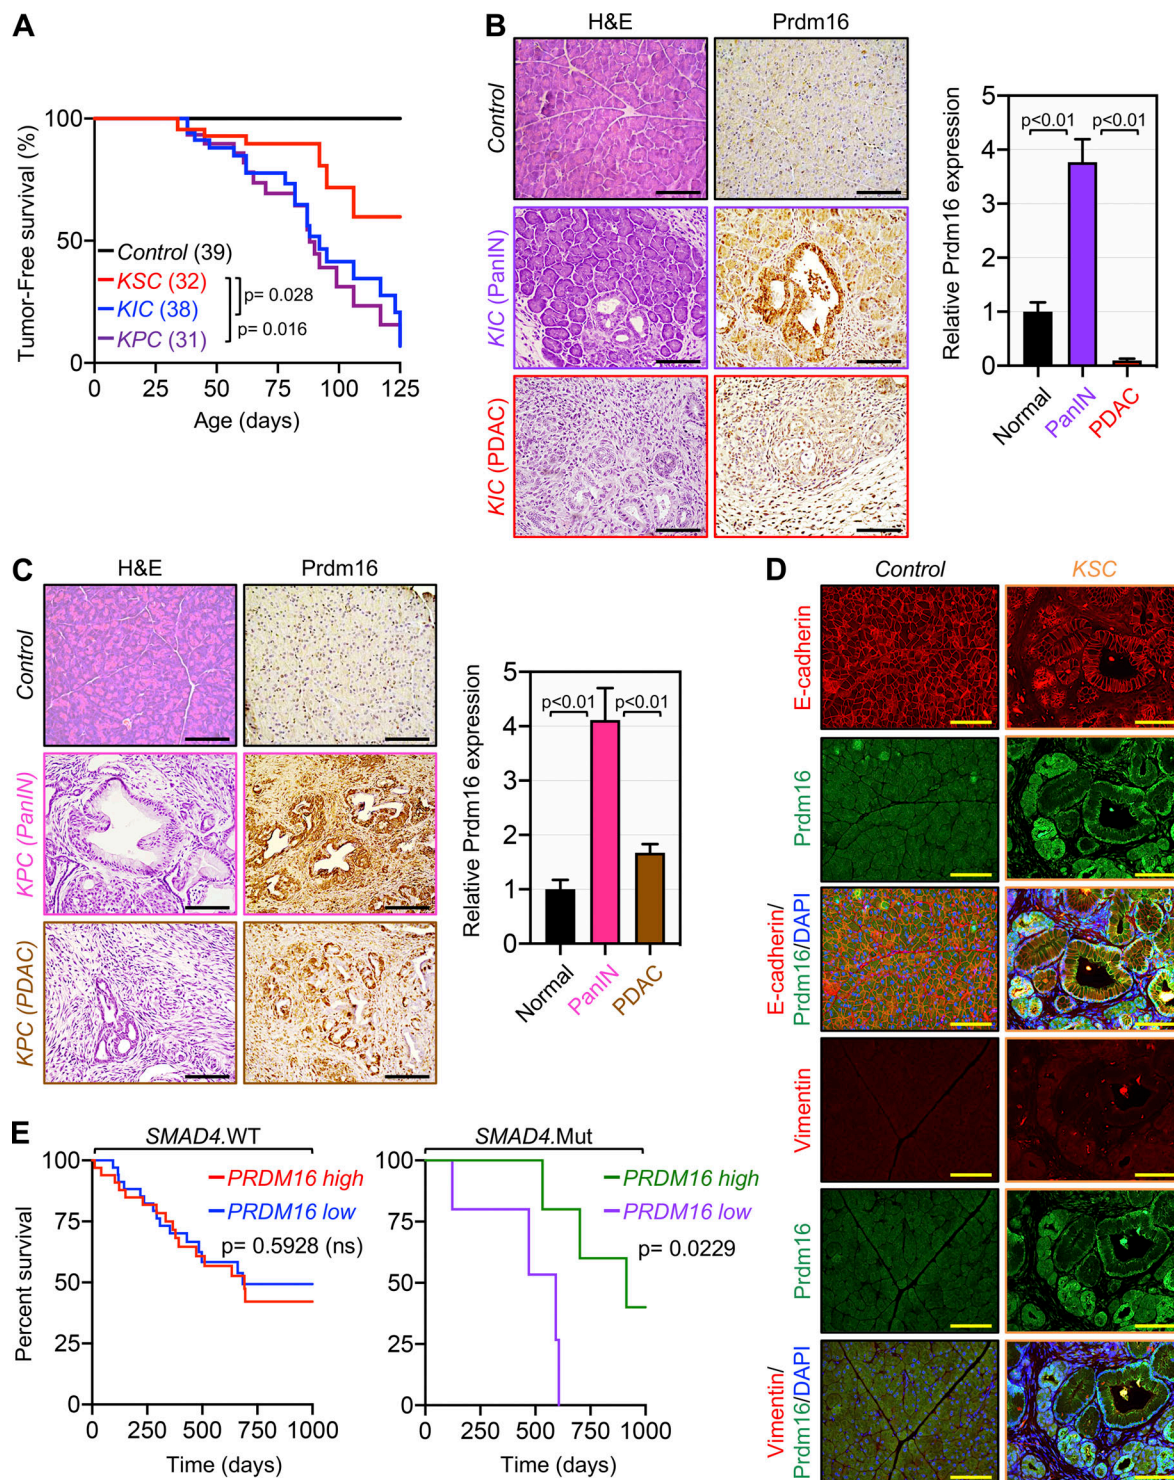 A
Tumor-Free survival (%)
100
50
0
Control (39)
KSC (32)
KIC (38)
KPC (31)
p= 0.028
p= 0.016
0 25 50 75 100 125
Age (days)
B
H&E Prdm16
Control
KIC (PanIN)
KIC (PDAC)
Relative Prdm16 expression
5
4
3
2
1
0
p<0.01 p<0.01
Normal
PanIN
PDAC
C
H&E Prdm16
Control
KPC (PanIN)
KPC (PDAC)
Relative Prdm16 expression
5
4
3
2
1
0
p<0.01 p<0.01
Normal
PanIN
PDAC
D
Control KSC
E-cadherin
Prdm16
E-cadherin/
Prdm16/DAPI
Vimentin
Prdm16
Vimentin/
Prdm16/DAPI
E
SMAD4.WT
Percent survival
100
75
50
25
0
PRDM16 high
PRDM16 low
p= 0.5928 (ns)
0 250 500 750 1000
Time (days)
SMAD4.Mut
100
75
50
25
0
PRDM16 high
PRDM16 low
p= 0.0229
0 250 500 750 1000
Time (days)